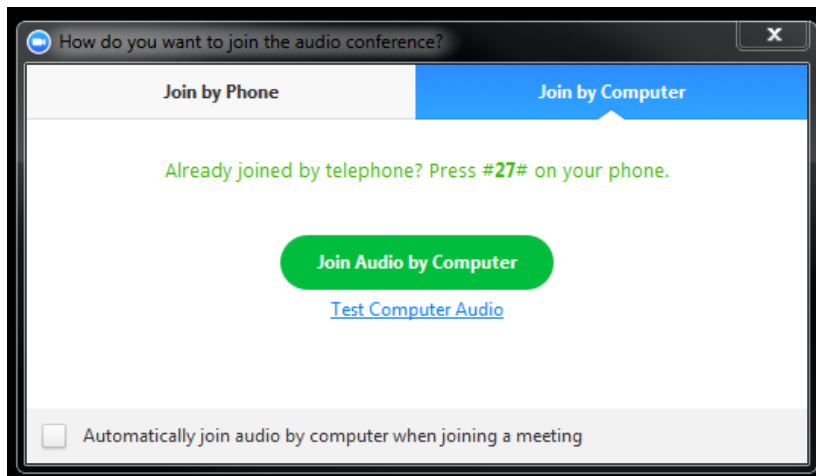 How do you want to join the audio conference?
Join by Phone
Join by Computer
Already joined by telephone? Press #27# on your phone.
Join Audio by Computer
Test Computer Audio
Automatically join audio by computer when joining a meeting